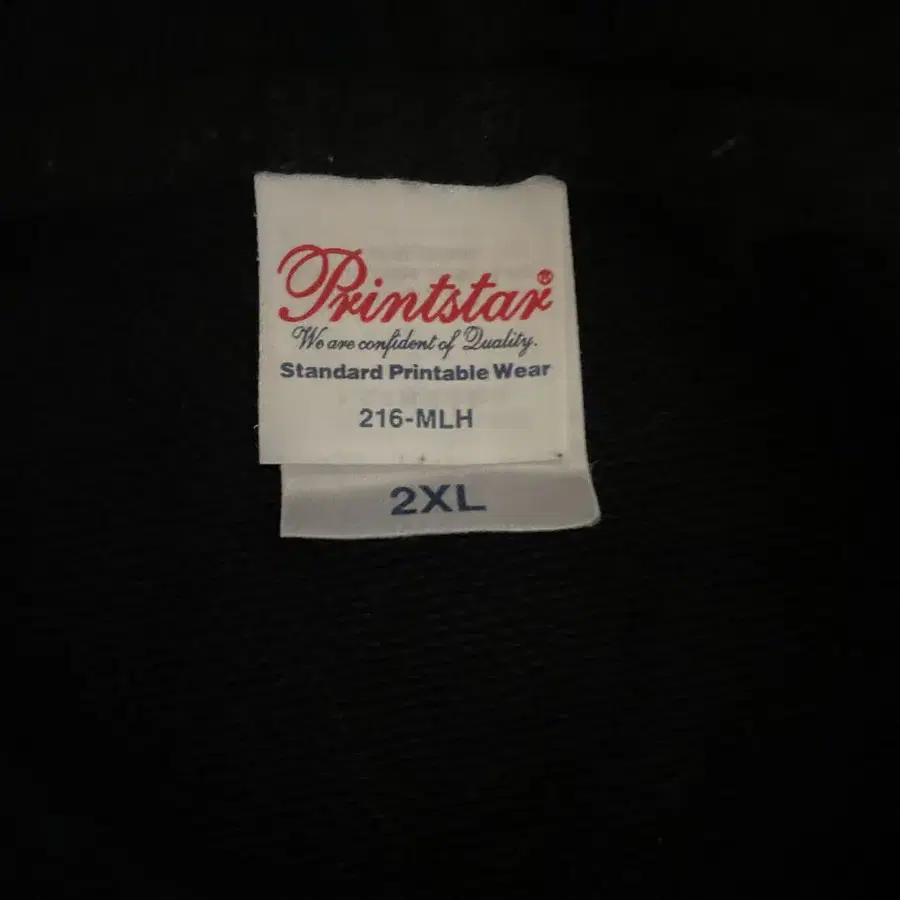 Printstar®
We are confident of Quality.
Standard Printable Wear
216-MLH
2XL